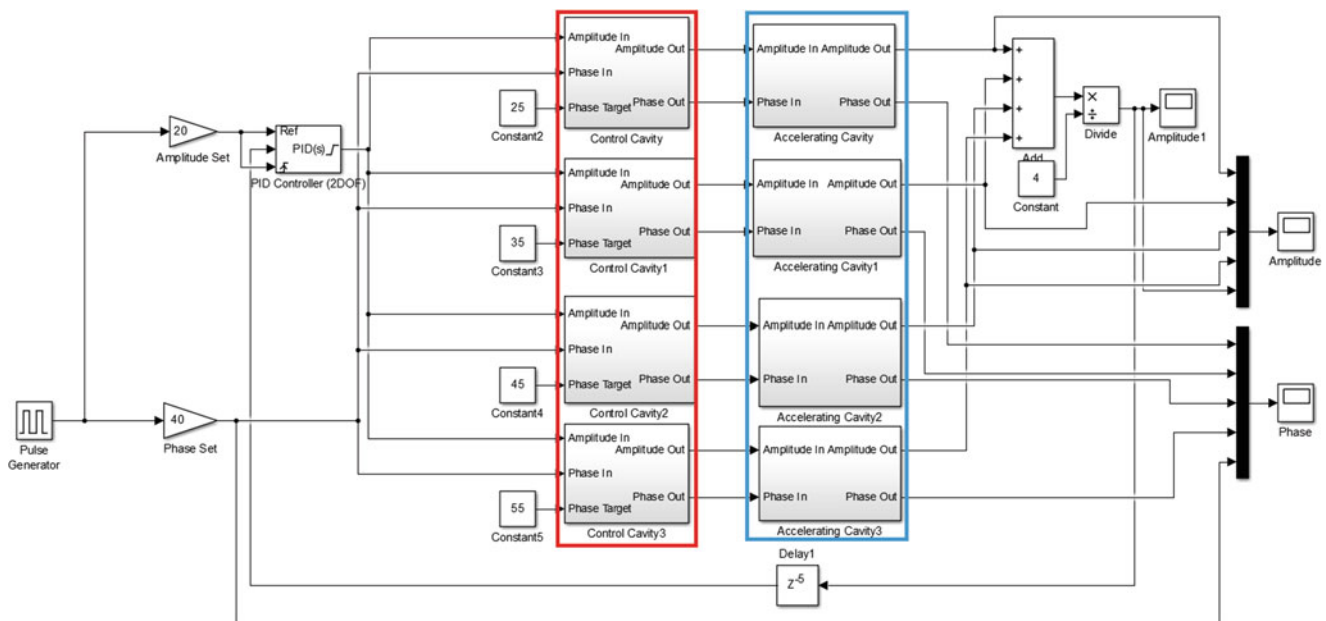 Pulse
Generator
20
Amplitude Set
40
Phase Set
Ref
PID(s)
PID Controller (2DOF)
25
Constant2
35
Constant3
45
Constant4
55
Constant5
Amplitude In
Amplitude Out
Phase In
Phase Out
Phase Target
Control Cavity
Amplitude In
Amplitude Out
Phase In
Phase Out
Phase Target
Control Cavity1
Amplitude In
Amplitude Out
Phase In
Phase Out
Phase Target
Control Cavity2
Amplitude In
Amplitude Out
Phase In
Phase Out
Phase Target
Control Cavity3
Amplitude In Amplitude Out
Phase In
Phase Out
Accelerating Cavity
Amplitude In Amplitude Out
Phase In
Phase Out
Accelerating Cavity1
Amplitude In Amplitude Out
Phase In
Phase Out
Accelerating Cavity2
Amplitude In Amplitude Out
Phase In
Phase Out
Accelerating Cavity3
+
+
+
+
Add
4
Constant
×
÷
Divide
Amplitude1
Amplitude
Phase
Delay1
Z-5